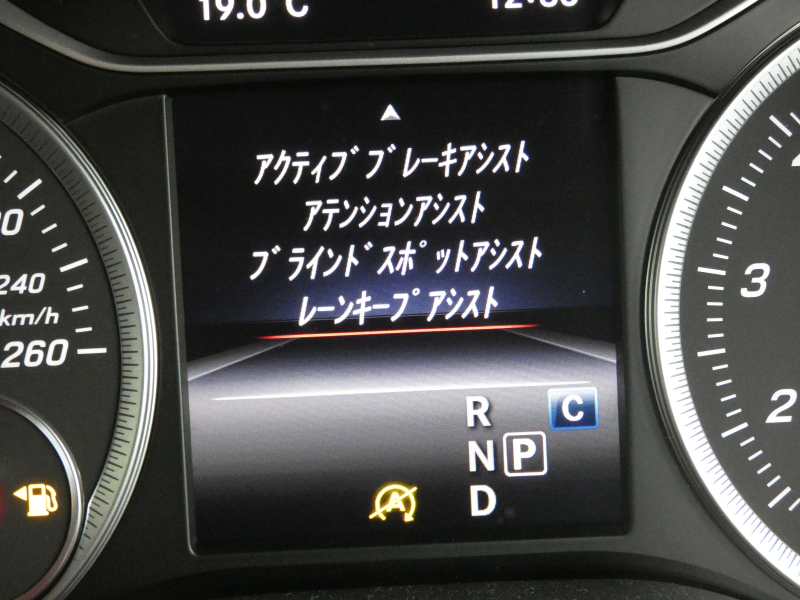 19.0 °C
ｱｸﾃｨﾌﾞﾌﾞﾚｰｷｱｼｽﾄ
ｱﾃﾝｼｮﾝｱｼｽﾄ
ﾌﾞﾗｲﾝﾄﾞｽﾎﾟｯﾄｱｼｽﾄ
ﾚｰﾝｷｰﾌﾟｱｼｽﾄ
240
km/h
260
3
2
R
C
N
P
D
A